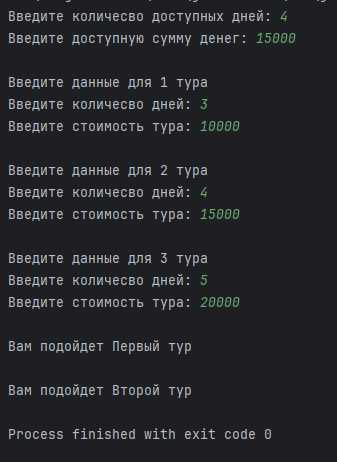 Введите количесво доступных дней: 4
Введите доступную сумму денег: 15000
Введите данные для 1 тура
Введите количесво дней: 3
Введите стоимость тура: 10000
Введите данные для 2 тура
Введите количесво дней: 4
Введите стоимость тура: 15000
Введите данные для 3 тура
Введите количесво дней: 5
Введите стоимость тура: 20000
Вам подойдет Первый тур
Вам подойдет Второй тур
Process finished with exit code 0